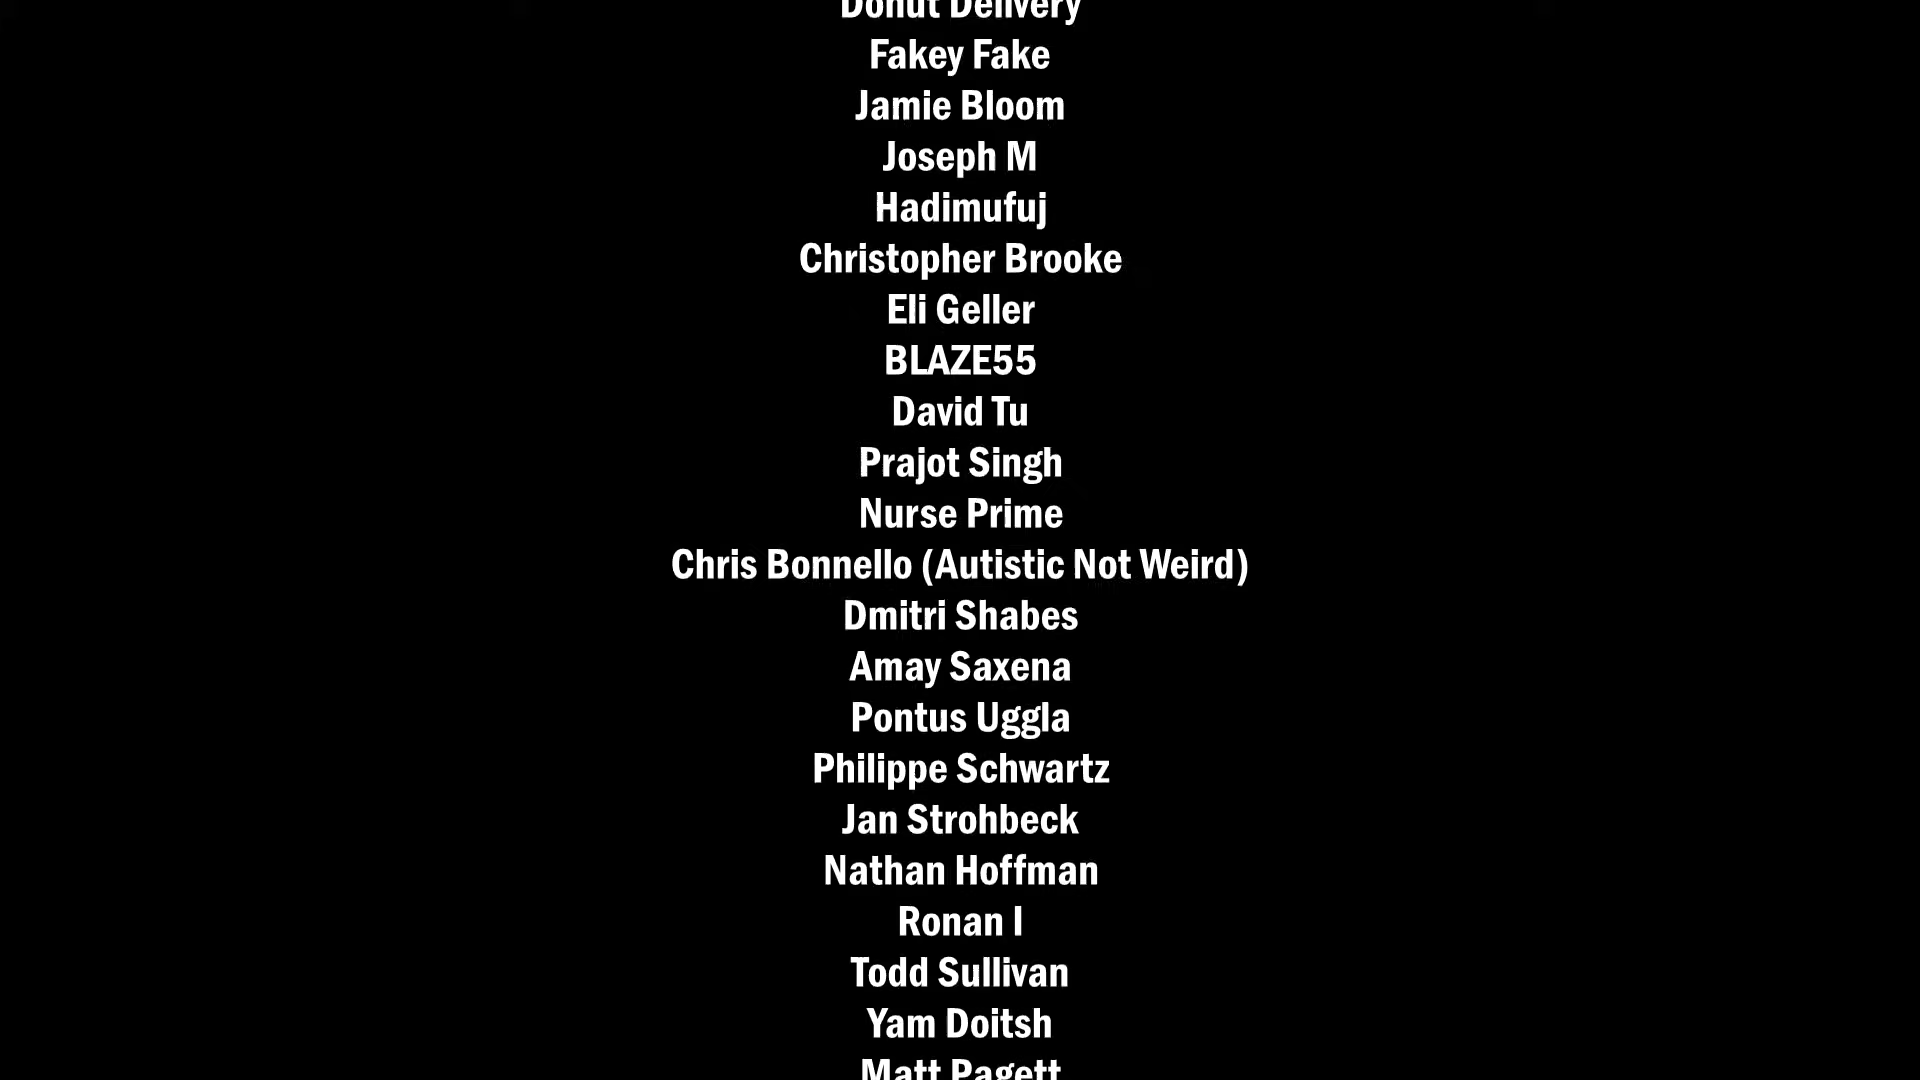 Donut Delivery
Fakey Fake
Jamie Bloom
Joseph M
Hadimufuj
Christopher Brooke
Eli Geller
BLAZE55
David Tu
Prajot Singh
Nurse Prime
Chris Bonnello (Autistic Not Weird)
Dmitri Shabes
Amay Saxena
Pontus Uggla
Philippe Schwartz
Jan Strohbeck
Nathan Hoffman
Ronan I
Todd Sullivan
Yam Doitsh
Matt Pagett